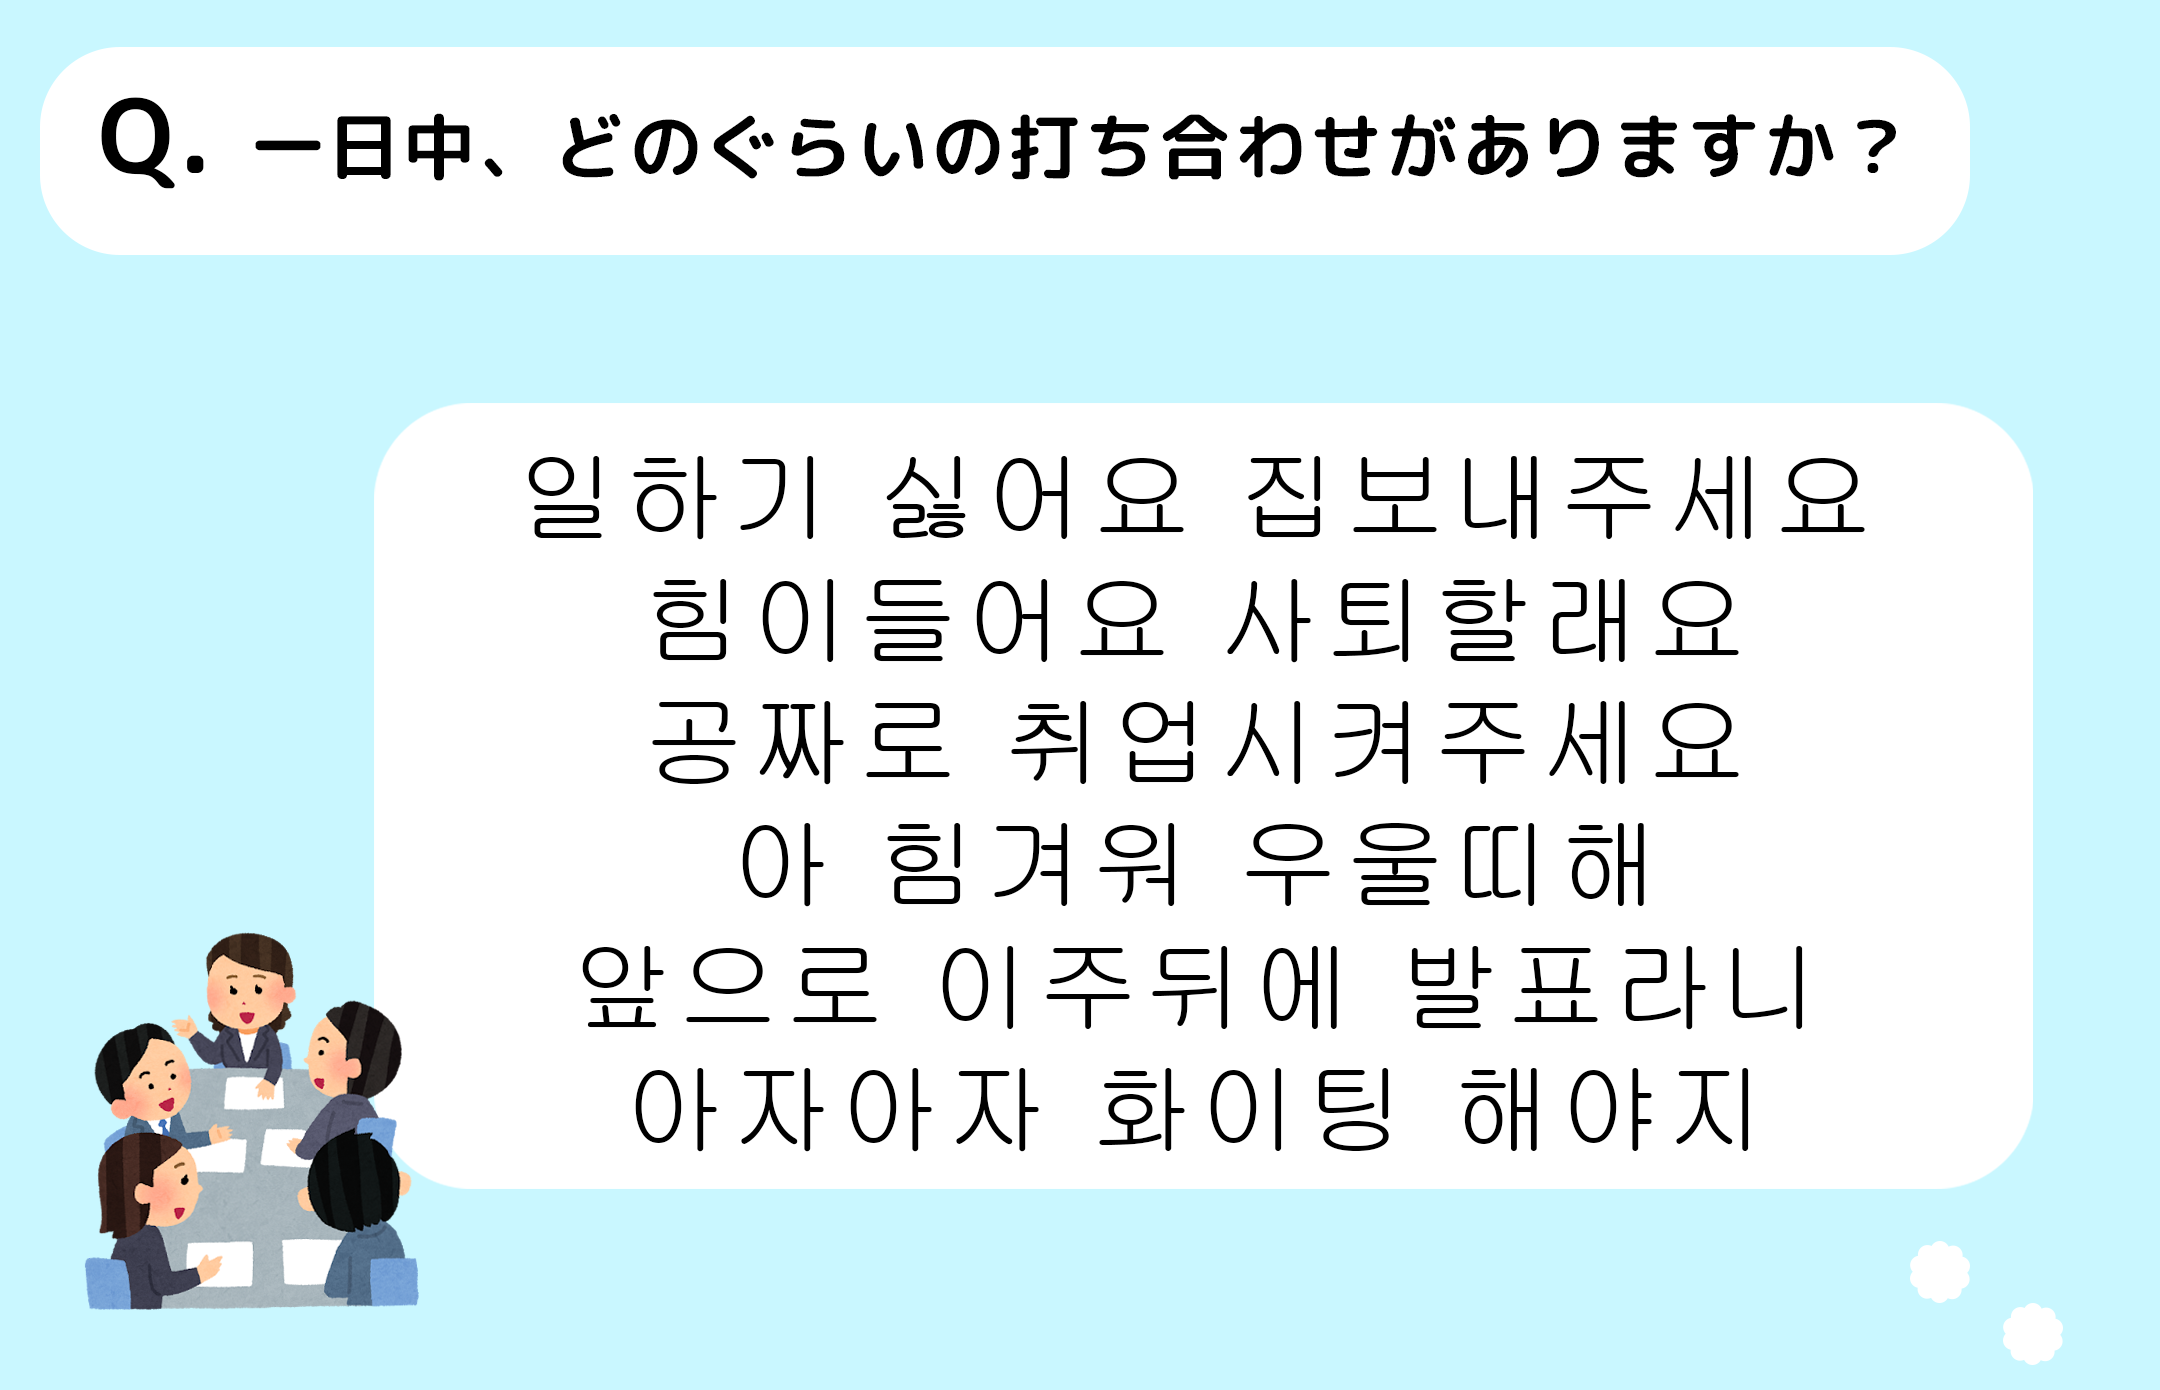 Q. 一日中、どのぐらいの打ち合わせがありますか？
일하기 싫어요 집보내주세요
힘이들어요 사퇴할래요
공짜로 취업시켜주세요
아 힘겨워 우울띠해
앞으로 이주뒤에 발표라니
아자아자 화이팅 해야지